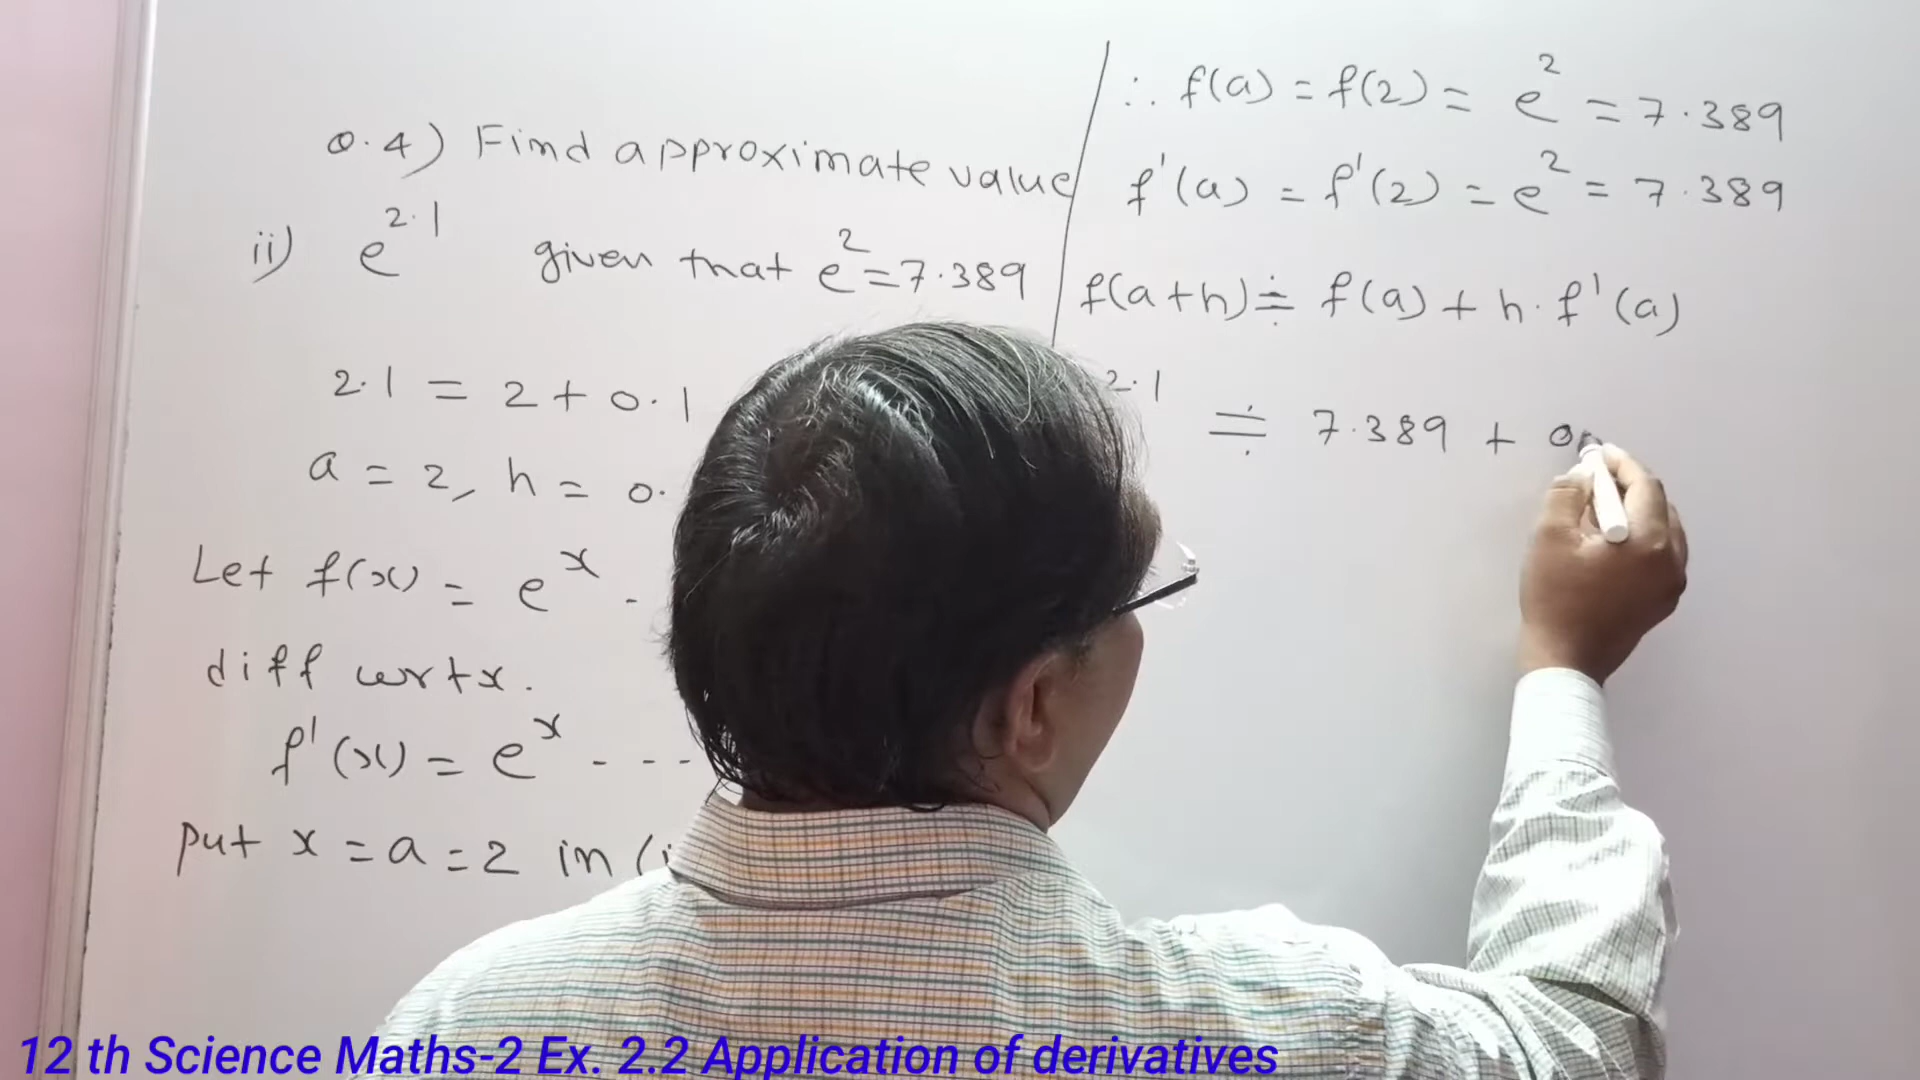 Q.4) Find approximate value
ii) e^2.1 given that e^2 = 7.389
2.1 = 2 + 0.1
a = 2, h = 0.
Let f(x) = e^x -
diff wrt x.
f'(x) = e^x - - -
put x = a = 2 in (i
∴ f(a) = f(2) = e^2 = 7.389
f'(a) = f'(2) = e^2 = 7.389
f(a+h) ≑ f(a) + h. f'(a)
2.1 ≑ 7.389 + 0
12 th Science Maths-2 Ex. 2.2 Application of derivatives